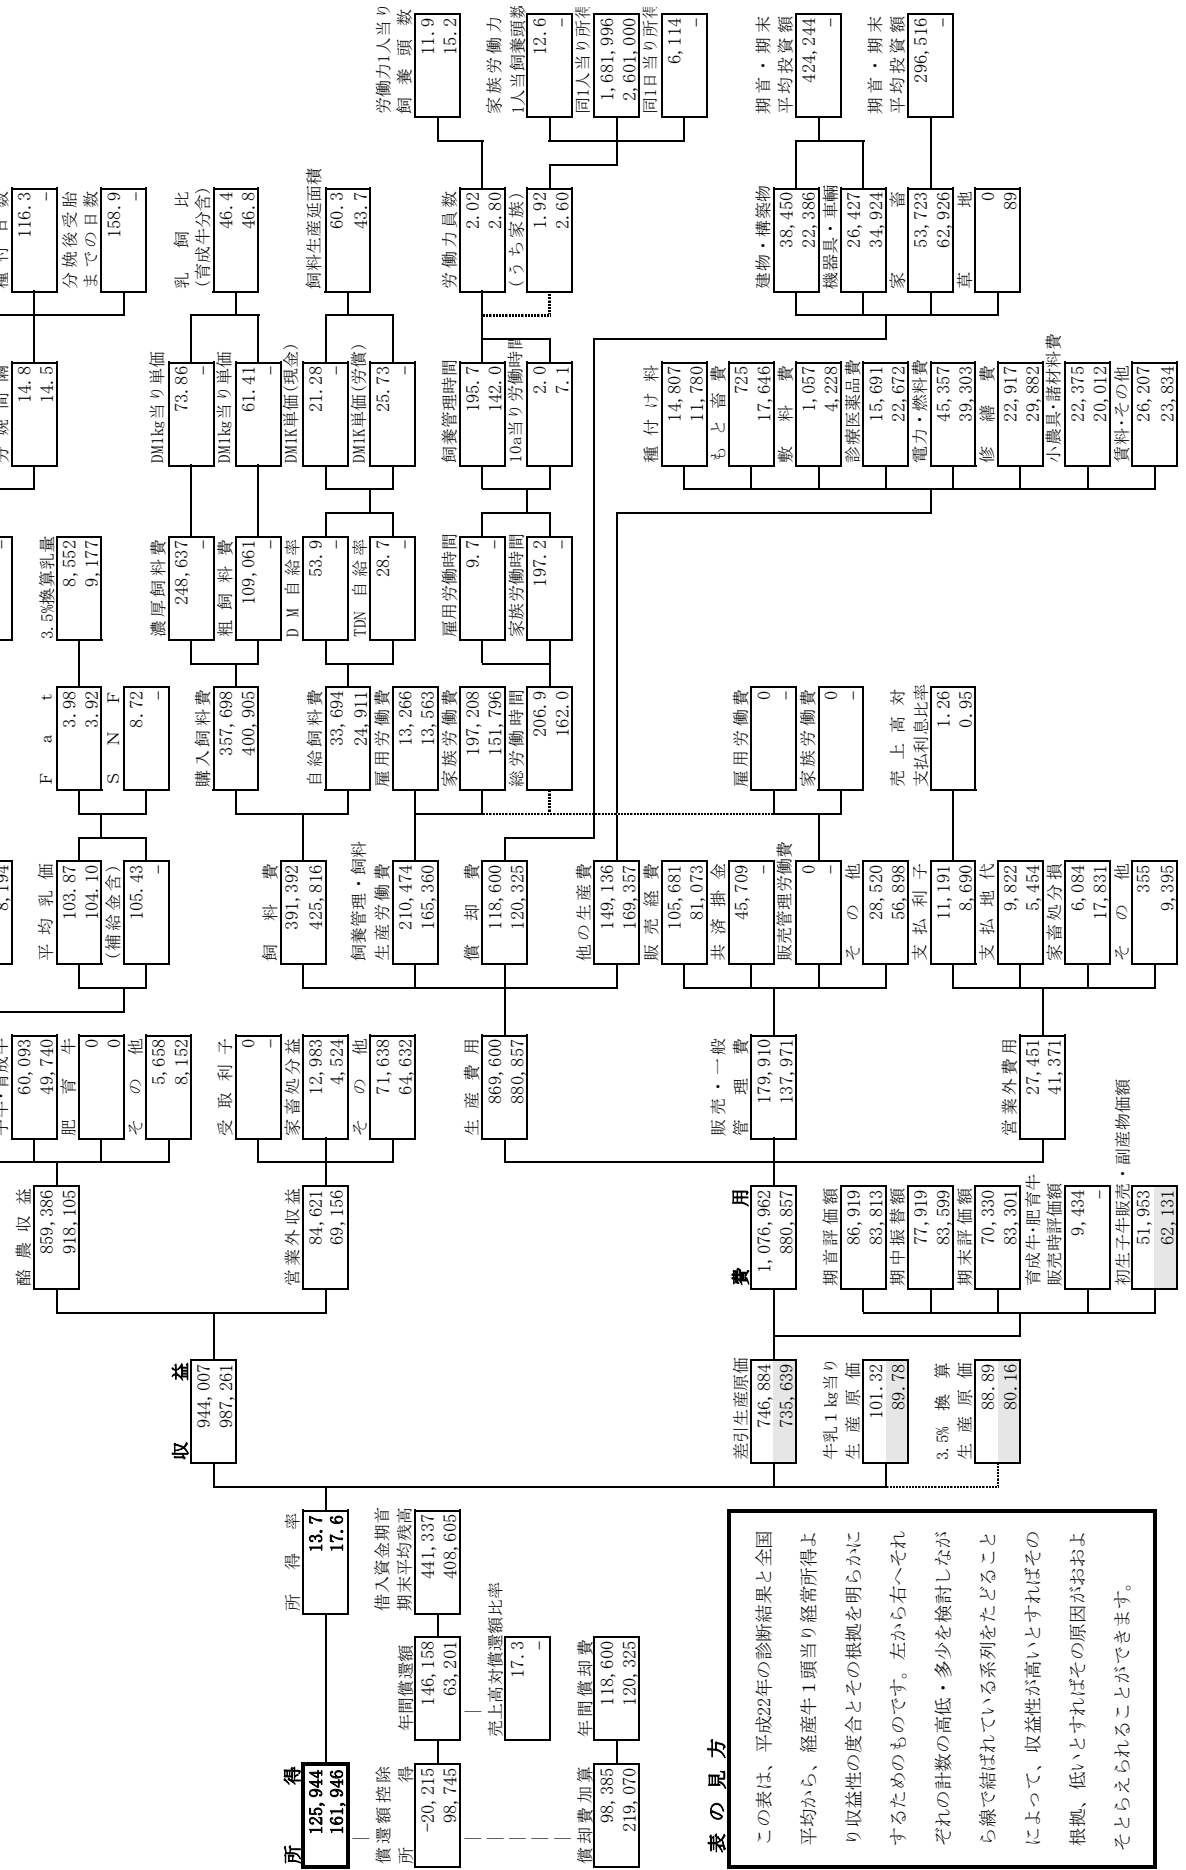 所得
125,944
161,946
償還額控除
所得
-20,215
98,745
償却費加算
98,385
219,070
年間償還額
146,158
63,201
売上高対償還額比率
17.3
–
年間償却費
118,600
120,325
所得率
13.7
17.6
借入資金期首
期末平均残高
441,337
408,605
表の見方
この表は、平成22年の診断結果と全国
平均から、経産牛1頭当り経常所得よ
り収益性の度合とその根拠を明らかに
するためのものです。左から右へそれ
ぞれの計数の高低・多少を検討しなが
ら線で結ばれている系列をたどること
によって、収益性が高いとすればその
根拠、低いとすればその原因がおおよ
そとらえられることができます。
収益
944,007
987,261
差引生産原価
746,884
735,639
牛乳1kg当り
生産原価
101.32
89.78
3.5%換算
生産原価
88.89
80.16
酪農収益
859,386
918,105
営業外収益
84,621
69,156
費用
1,076,962
880,857
期首評価額
86,919
83,813
期中振替額
77,919
83,599
期末評価額
70,330
83,301
育成牛・肥育牛
販売時評価額
9,434
–
初生子牛販売・副産物価額
51,953
62,131
60,093
49,740
肥育牛
0
0
その他
5,658
8,152
受取利子
0
–
家畜処分益
12,983
4,524
その他
71,638
64,632
生産費用
869,600
880,857
販売・一般
管理費
179,910
137,971
営業外費用
27,451
41,371
8,194
平均乳価
103.87
104.10
(補給金含)
105.43
–
飼料費
391,392
425,816
飼養管理・飼料
生産労働費
210,474
165,360
償却費
118,600
120,325
他の生産費
149,136
169,357
販売経費
105,681
81,073
共済掛金
45,709
–
販売管理労働費
0
–
その他
28,520
56,898
支払利子
11,191
8,690
支払地代
9,822
5,454
家畜処分損
6,084
17,831
その他
355
9,395
Fat
3.98
3.92
SNF
8.72
–
購入飼料費
357,698
400,905
自給飼料費
33,694
24,911
雇用労働費
13,266
13,563
家族労働費
197,208
151,796
総労働時間
206.9
162.0
雇用労働費
0
–
家族労働費
0
–
売上高対
支払利息比率
1.26
0.95
–
3.5%換算乳量
8,552
9,177
濃厚飼料費
248,637
–
粗飼料費
109,061
–
DM自給率
53.9
–
TDN自給率
28.7
–
雇用労働時間
9.7
–
家族労働時間
197.2
–
分娩間隔
14.8
14.5
DM1kg当り単価
73.86
–
DM1kg当り単価
61.41
–
DM1K単価(現金)
21.28
–
DM1K単価(労償)
25.73
–
飼養管理時間
195.7
142.0
10a当り労働時間
2.0
7.1
種付け料
14,807
11,780
もと畜費
725
17,646
敷料費
1,057
4,228
診療医薬品費
15,691
22,672
電力・燃料費
45,357
39,303
修繕費
22,917
29,882
小農具・諸材料費
22,375
20,012
賃料・その他
26,207
23,834
種付日数
116.3
–
分娩後受胎
までの日数
158.9
–
乳飼比
(育成牛分含)
46.4
46.8
飼料生産延面積
60.3
43.7
労働力員数
2.02
2.80
(うち家族)
1.92
2.60
建物・構築物
38,450
22,386
機器具・車輛
26,427
34,924
家畜
53,723
62,926
草地
0
89
労働力1人当り
飼養頭数
11.9
15.2
家族労働力
1人当飼養頭数
12.6
–
同1人当り所得
1,681,996
2,601,000
同1日当り所得
6,114
–
期首・期末
平均投資額
424,244
–
期首・期末
平均投資額
296,516
–